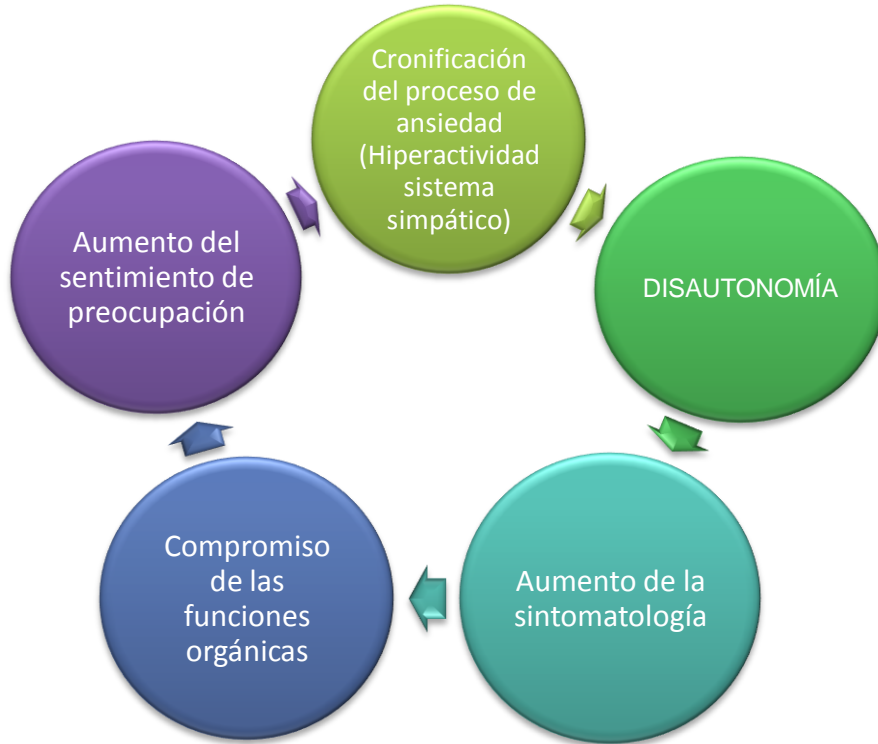 Cronificación
del proceso de
ansiedad
(Hiperactividad
sistema
simpático)
DISAUTONOMÍA
Aumento de la
sintomatología
Compromiso
de las
funciones
orgánicas
Aumento del
sentimiento de
preocupación